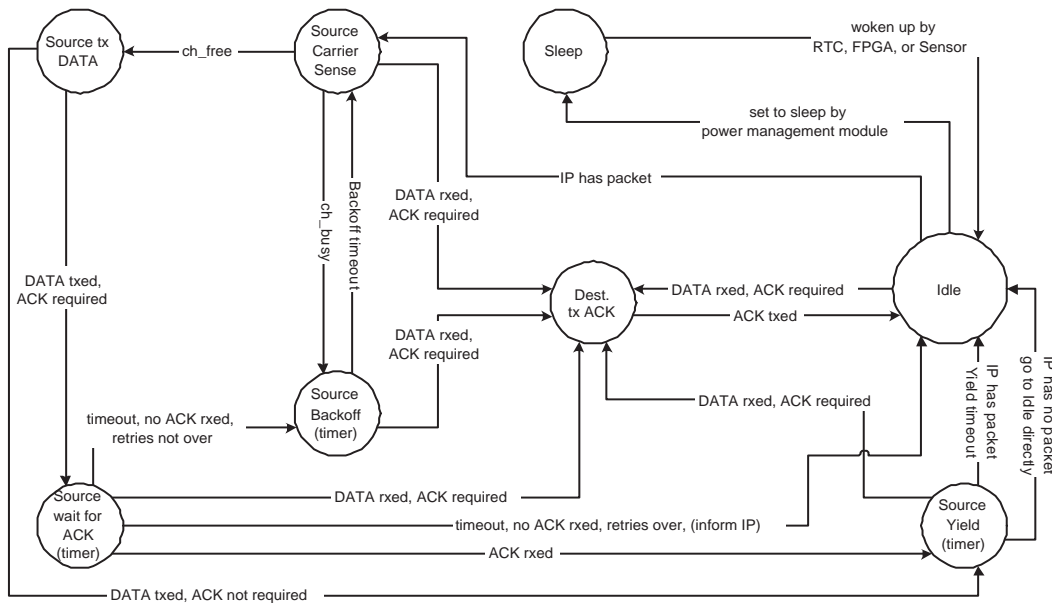 Source tx
DATA
ch_free
Source
Carrier
Sense
Sleep
woken up by
RTC, FPGA, or Sensor
set to sleep by
power management module
IP has packet
DATA rxed,
ACK required
ch_busy
Backoff timeout
DATA txed,
ACK required
Dest.
tx ACK
DATA rxed, ACK required
ACK txed
Idle
DATA rxed,
ACK required
Source
Backoff
(timer)
timeout, no ACK rxed,
retries not over
DATA rxed, ACK required
IP has packet
Yield timeout
IP has no packet
go to Idle directly
Source
wait for
ACK
(timer)
DATA rxed, ACK required
timeout, no ACK rxed, retries over, (inform IP)
ACK rxed
Source
Yield
(timer)
DATA txed, ACK not required